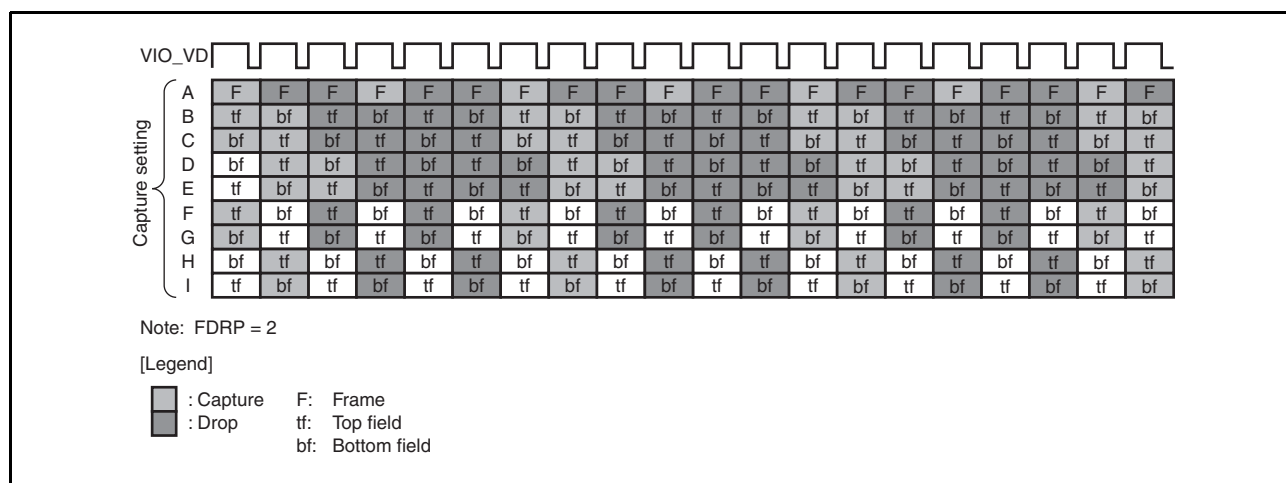 VIO_VD
Capture setting
A F F F F F F F F F F F F F F F F F F F F
B tf bf tf bf tf bf tf bf tf bf tf bf tf bf tf bf tf bf tf bf
C bf tf bf tf bf tf bf tf bf tf bf tf bf tf bf tf bf tf bf tf
D bf tf bf tf bf tf bf tf bf tf bf tf bf tf bf tf bf tf bf tf
E tf bf tf bf tf bf tf bf tf bf tf bf tf bf tf bf tf bf tf bf
F tf bf tf bf tf bf tf bf tf bf tf bf tf bf tf bf tf bf tf bf
G bf tf bf tf bf tf bf tf bf tf bf tf bf tf bf tf bf tf bf tf
H bf tf bf tf bf tf bf tf bf tf bf tf bf tf bf tf bf tf bf tf
I tf bf tf bf tf bf tf bf tf bf tf bf tf bf tf bf tf bf tf bf
Note: FDRP = 2
[Legend]
: Capture F: Frame
: Drop tf: Top field
bf: Bottom field